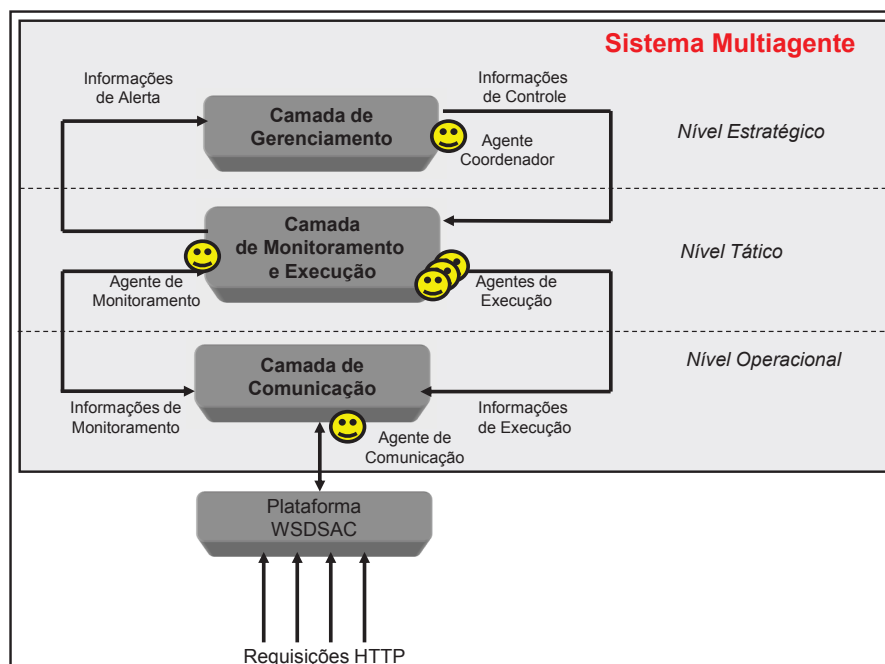 Sistema Multiagente
Informações
de Alerta
Informações
de Controle
Camada de
Gerenciamento
Agente
Coordenador
Nível Estratégico
Camada
de Monitoramento
e Execução
Nível Tático
Agente de
Monitoramento
Agentes de
Execução
Nível Operacional
Camada de
Comunicação
Informações de
Monitoramento
Informações
de Execução
Agente de
Comunicação
Plataforma
WSDSAC
Requisições HTTP